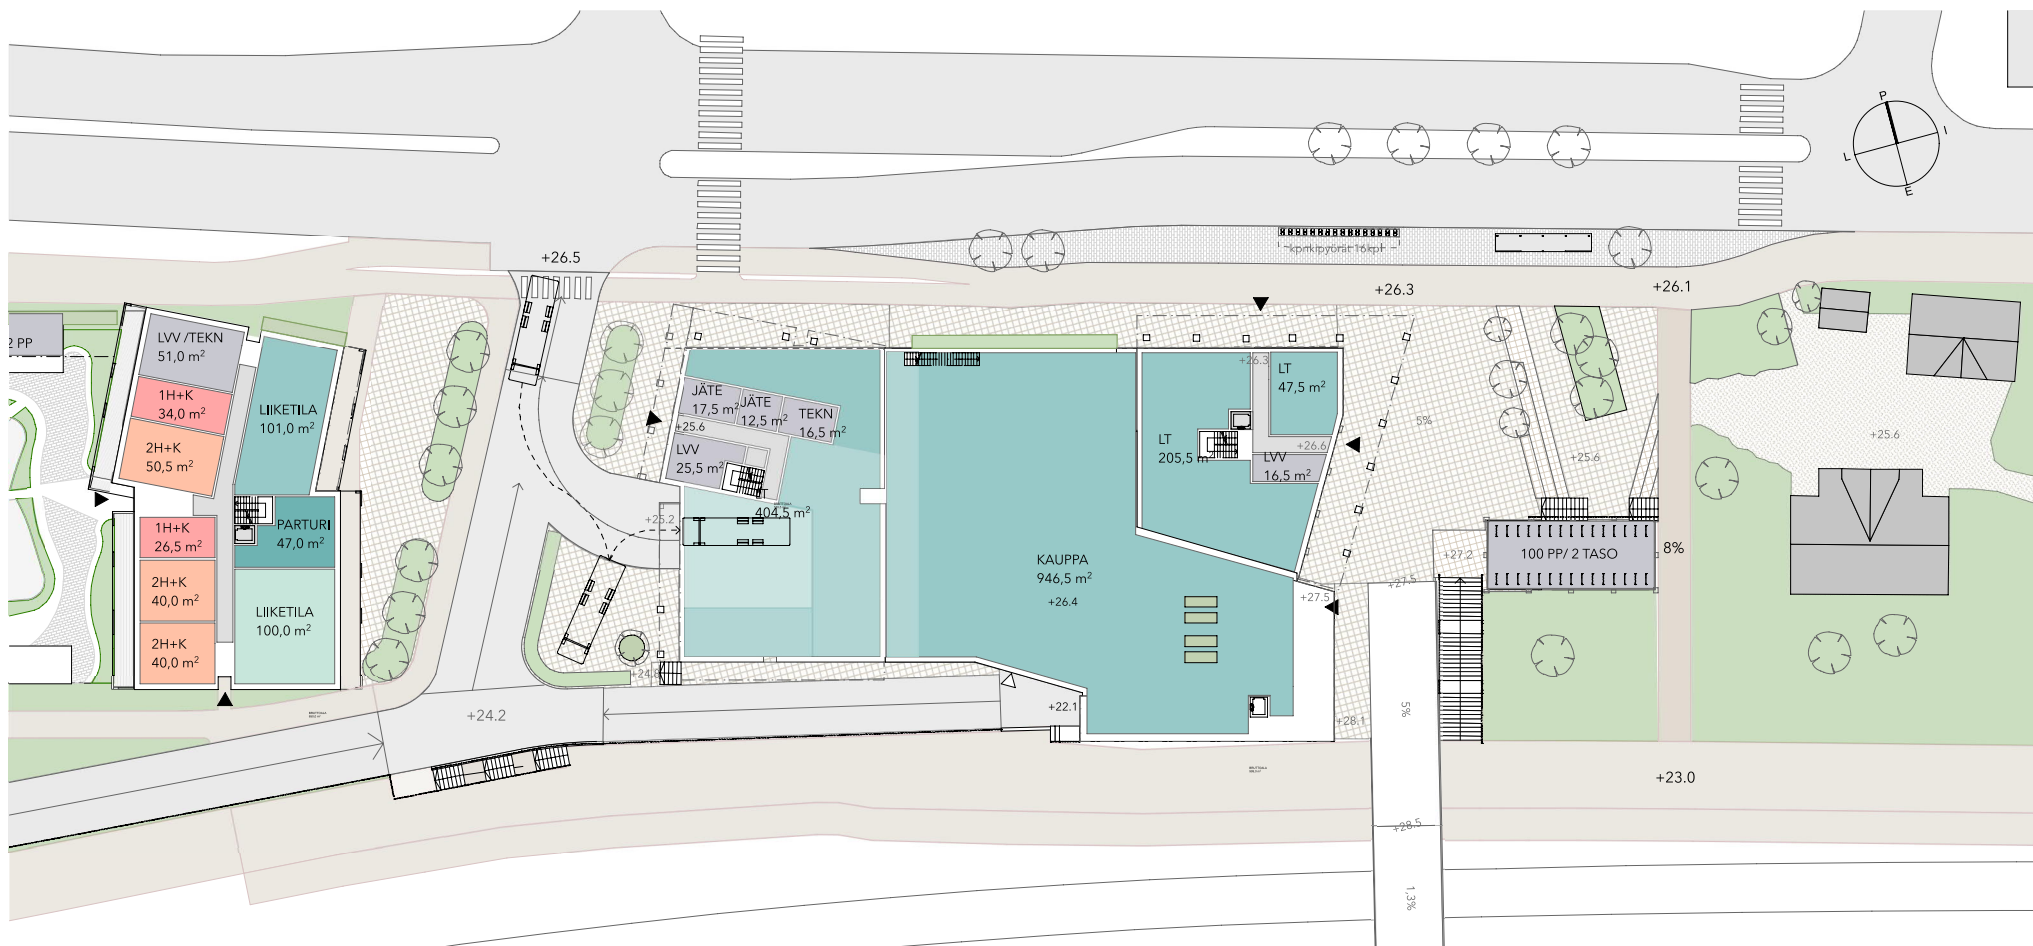 P
I
L
E
kpnkipyörät 16kpl
+26.5
+26.3
+26.1
2 PP
LVV /TEKN
51,0 m²
1H+K
34,0 m²
2H+K
50,5 m²
LIIKETILA
101,0 m²
1H+K
26,5 m²
PARTURI
47,0 m²
2H+K
40,0 m²
LIIKETILA
100,0 m²
2H+K
40,0 m²
JÄTE
17,5 m²
JÄTE
12,5 m²
TEKN
16,5 m²
+25.6
LVV
25,5 m²
404,5 m²
+25.2
+24.8
+24.2
KAUPPA
946,5 m²
+26.4
+22.1
+26.3
LT
47,5 m²
LT
205,5 m²
+26.6
LVV
16,5 m²
5%
+25.6
+25.6
+27.2
100 PP/ 2 TASO
8%
+27.5
+27.5
+28.1
5%
+23.0
+28.5
1,3%